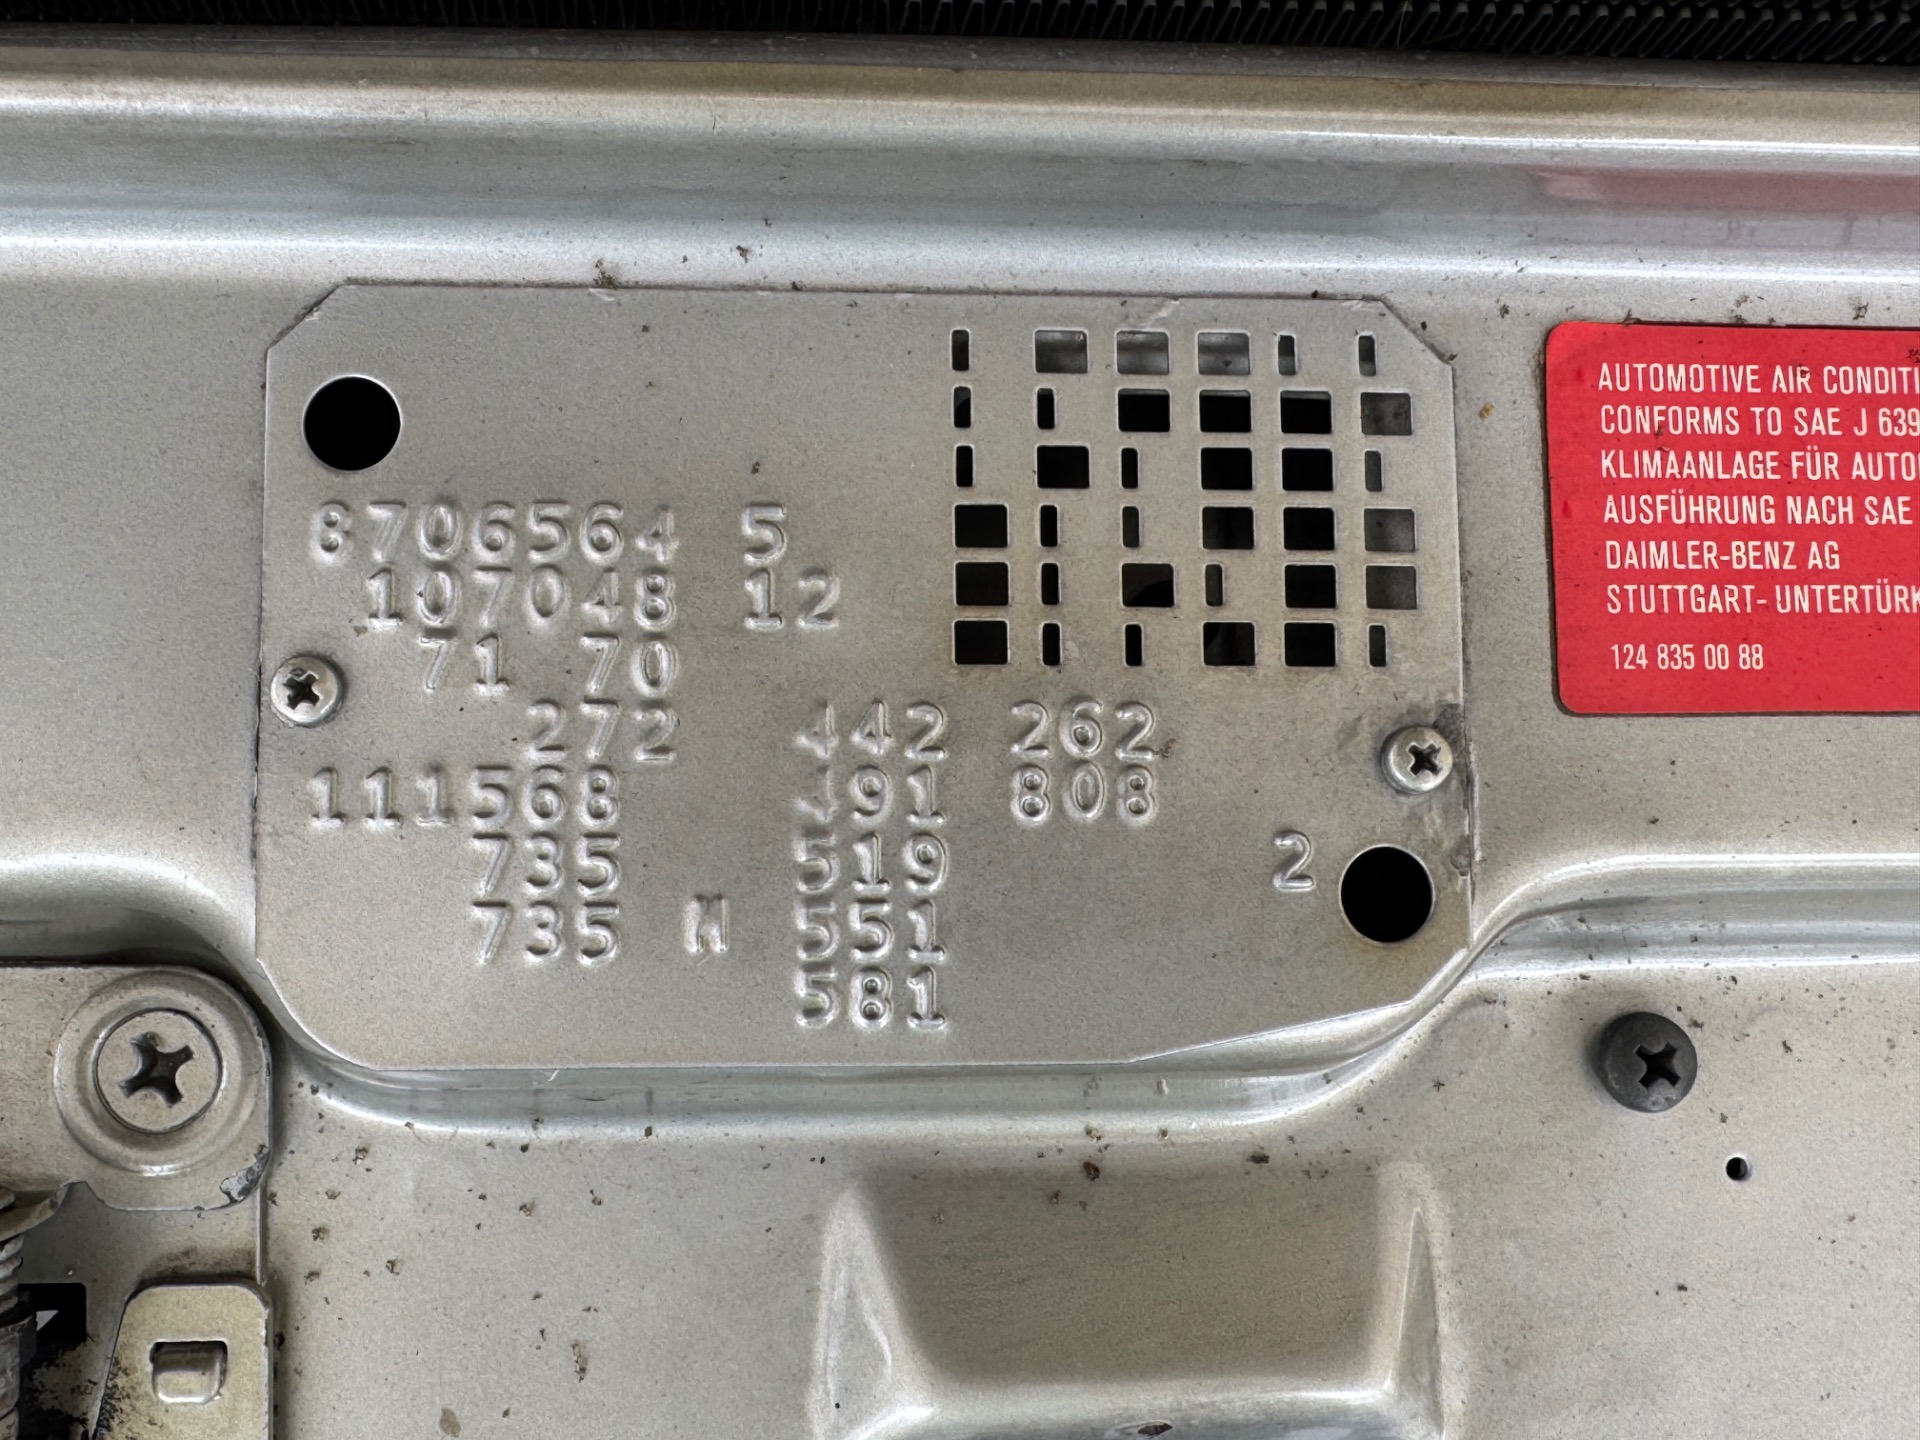 8706564 5
107048 12
71 70
272 442 262
111568 491 808
735 519 2
735 M 551
581
AUTOMOTIVE AIR CONDITI
CONFORMS TO SAE J 639
KLIMAANLAGE FÜR AUTO
AUSFÜHRUNG NACH SAE
DAIMLER-BENZ AG
STUTTGART-UNTERTÜRK
124 835 00 88